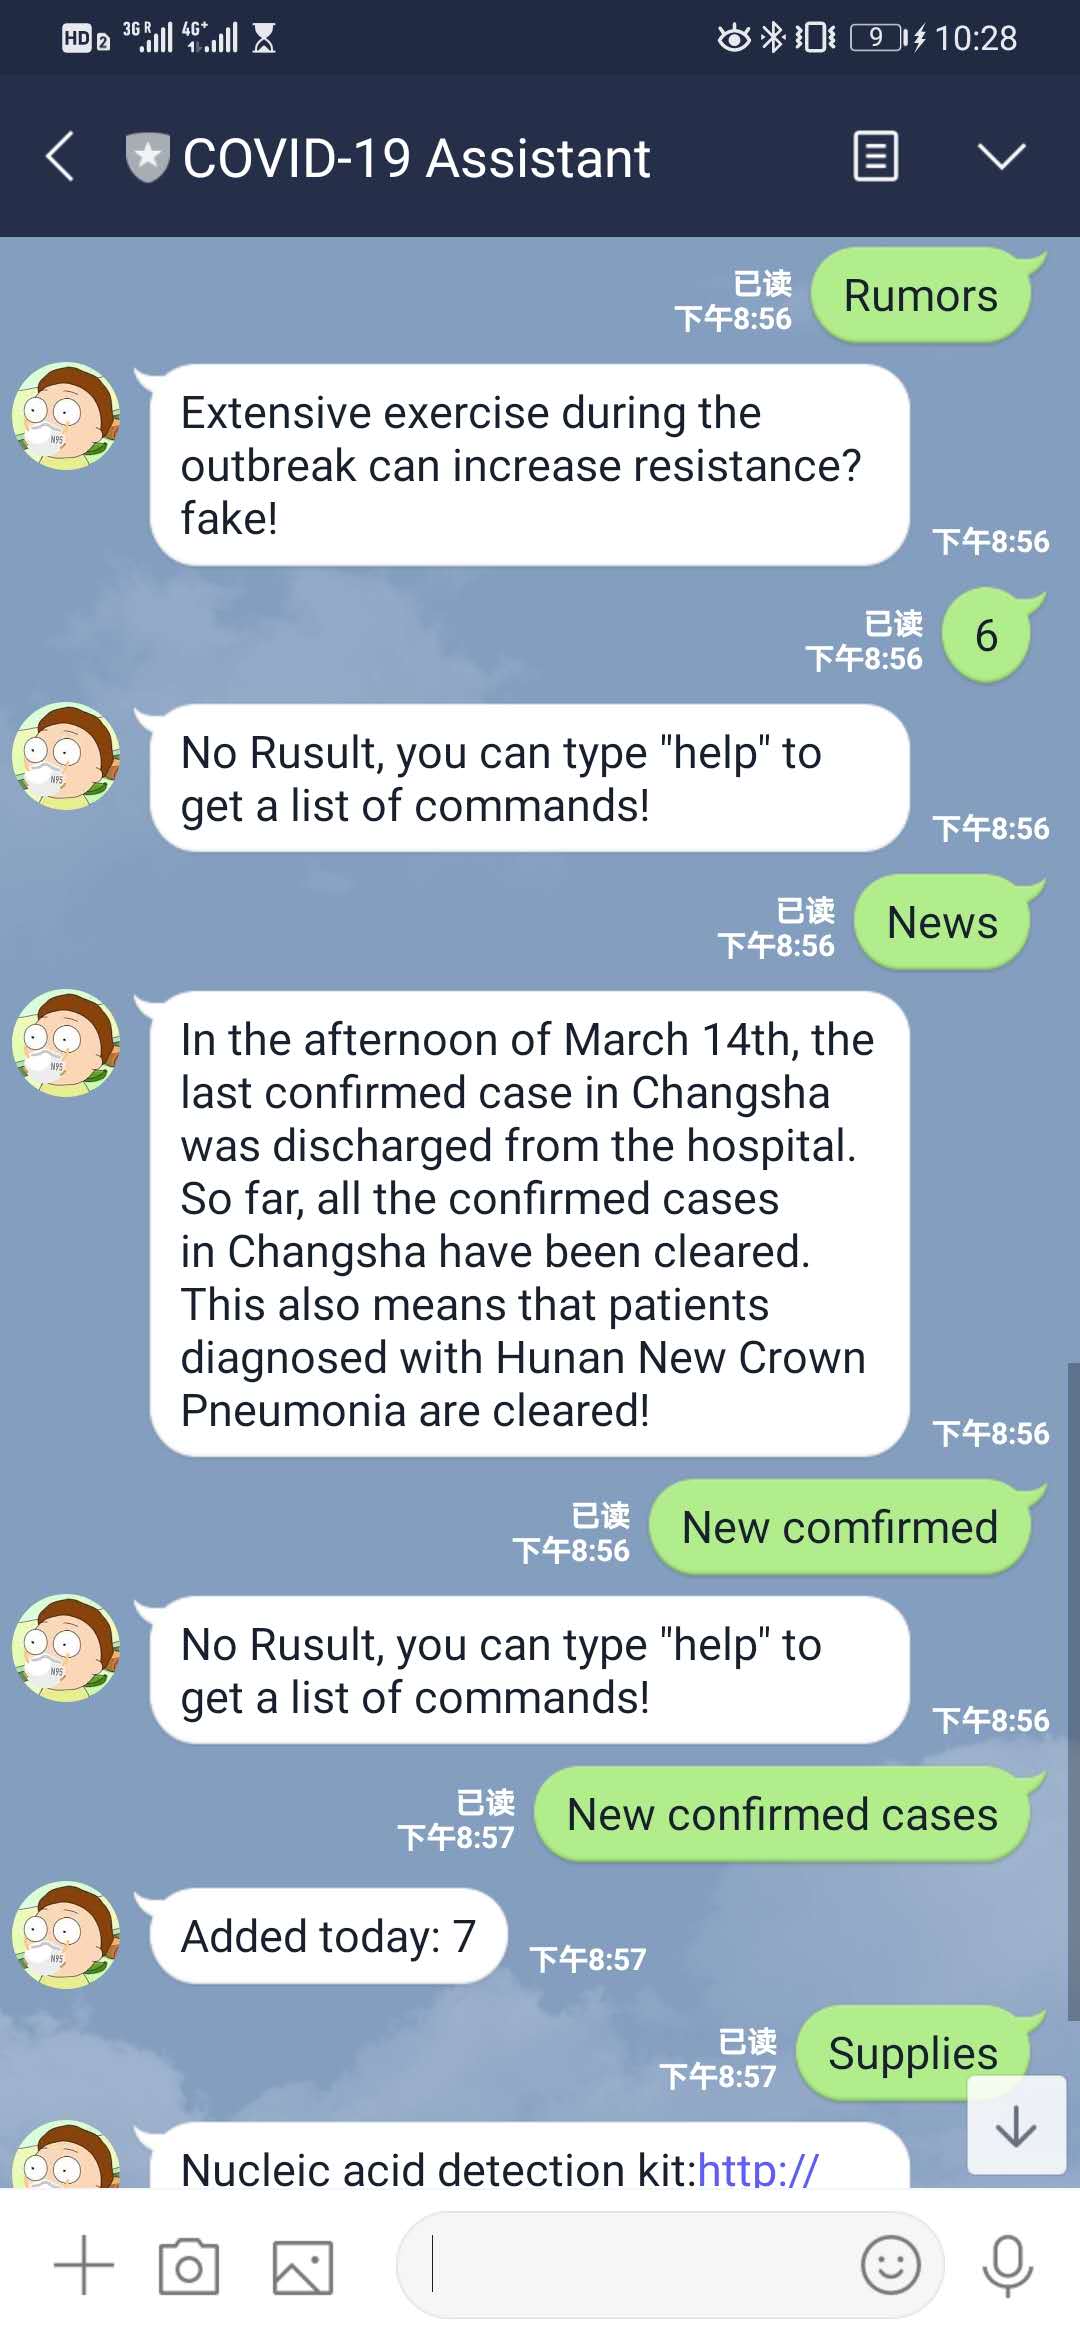 HD 2 3G R 4G+ 9 10:28
COVID-19 Assistant
已读
下午8:56
Rumors
Extensive exercise during the
outbreak can increase resistance?
fake!
下午8:56
已读
下午8:56
6
No Rusult, you can type "help" to
get a list of commands!
下午8:56
已读
下午8:56
News
In the afternoon of March 14th, the
last confirmed case in Changsha
was discharged from the hospital.
So far, all the confirmed cases
in Changsha have been cleared.
This also means that patients
diagnosed with Hunan New Crown
Pneumonia are cleared!
下午8:56
已读
下午8:56
New comfirmed
No Rusult, you can type "help" to
get a list of commands!
下午8:56
已读
下午8:57
New confirmed cases
Added today: 7
下午8:57
已读
下午8:57
Supplies
Nucleic acid detection kit:http://